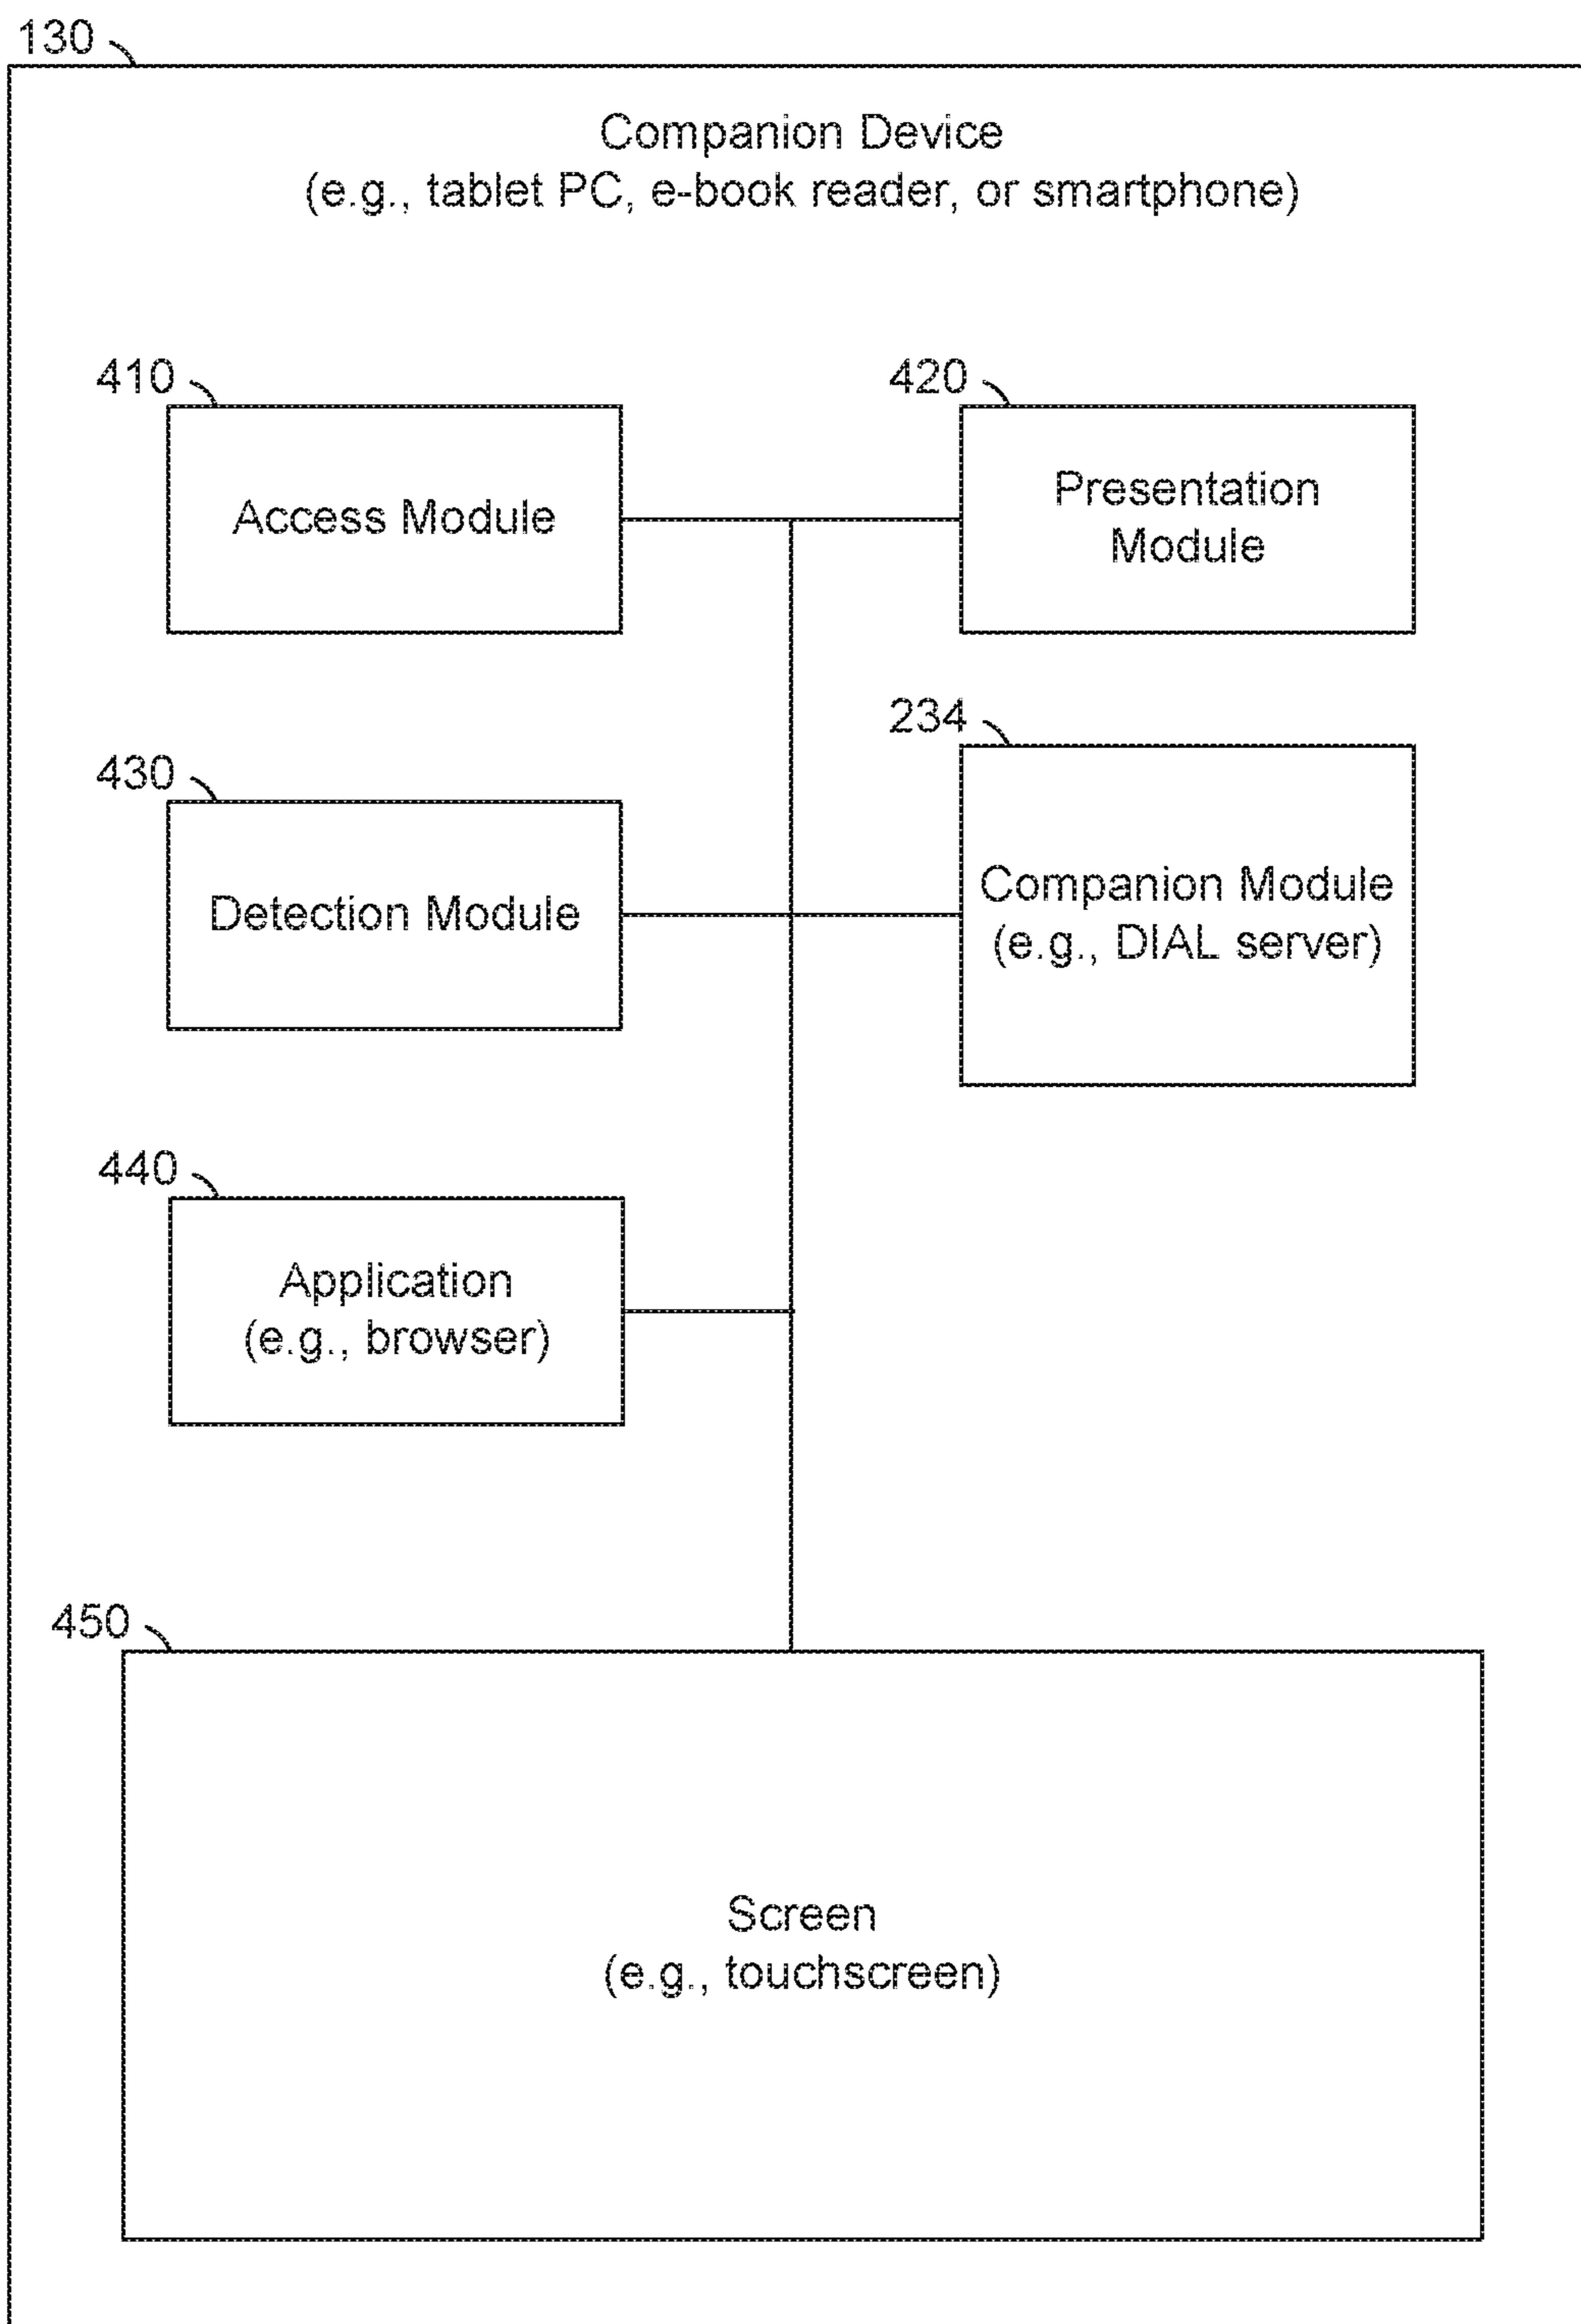 130
Companion Device
(e.g., tablet PC, e-book reader, or smartphone)
410
Access Module
420
Presentation
Module
430
Detection Module
234
Companion Module
(e.g., DIAL server)
440
Application
(e.g., browser)
450
Screen
(e.g., touchscreen)